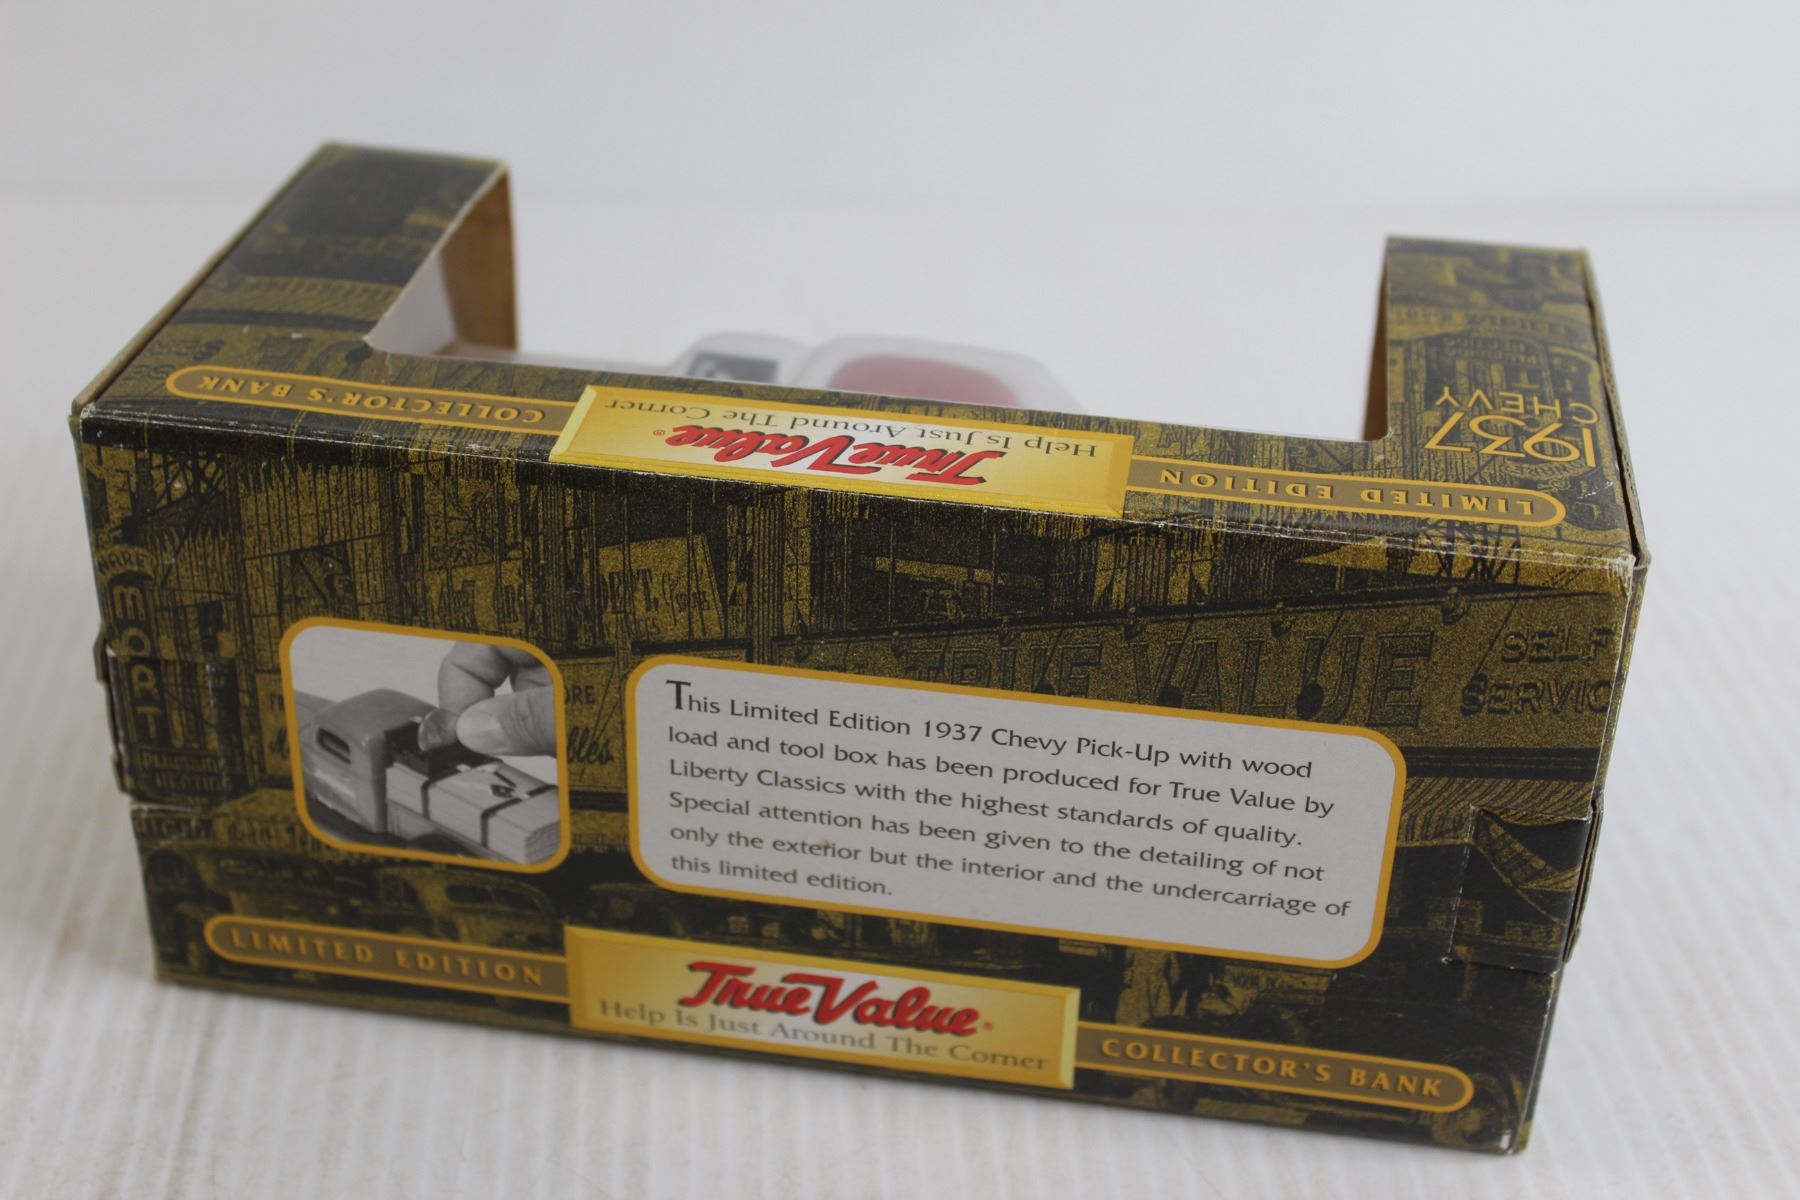 COLLECTOR'S BANK
True Value®
Help Is Just Around The Corner
LIMITED EDITION
1937
CHEVY
TRUE VALUE
SELF
SERVIC
MORT
PLUMBING
HEATING
This Limited Edition 1937 Chevy Pick-Up with wood
load and tool box has been produced for True Value by
Liberty Classics with the highest standards of quality.
Special attention has been given to the detailing of not
only the exterior but the interior and the undercarriage of
this limited edition.
LIMITED EDITION
True Value®
Help Is Just Around The Corner
COLLECTOR'S BANK